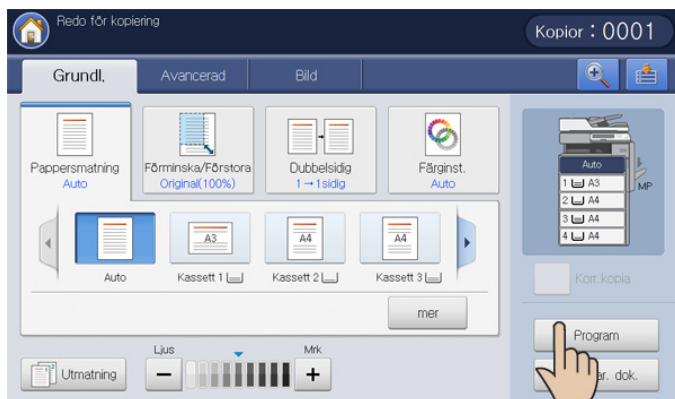 Redo för kopiering
Kopior : 0001
Grundl.
Avancerad
Bild
Pappersmatning
Auto
Förminska/Förstora
Original(100%)
Dubbelsidig
1 → 1sidig
Färginst.
Auto
A3
A4
A4
Auto
Kassett 1
Kassett 2
Kassett 3
mer
Utmatning
Ljus
Mrk
Auto
1 A3
2 A4
3 A4
4 A4
MP
Korr.kopia
Program
dok.